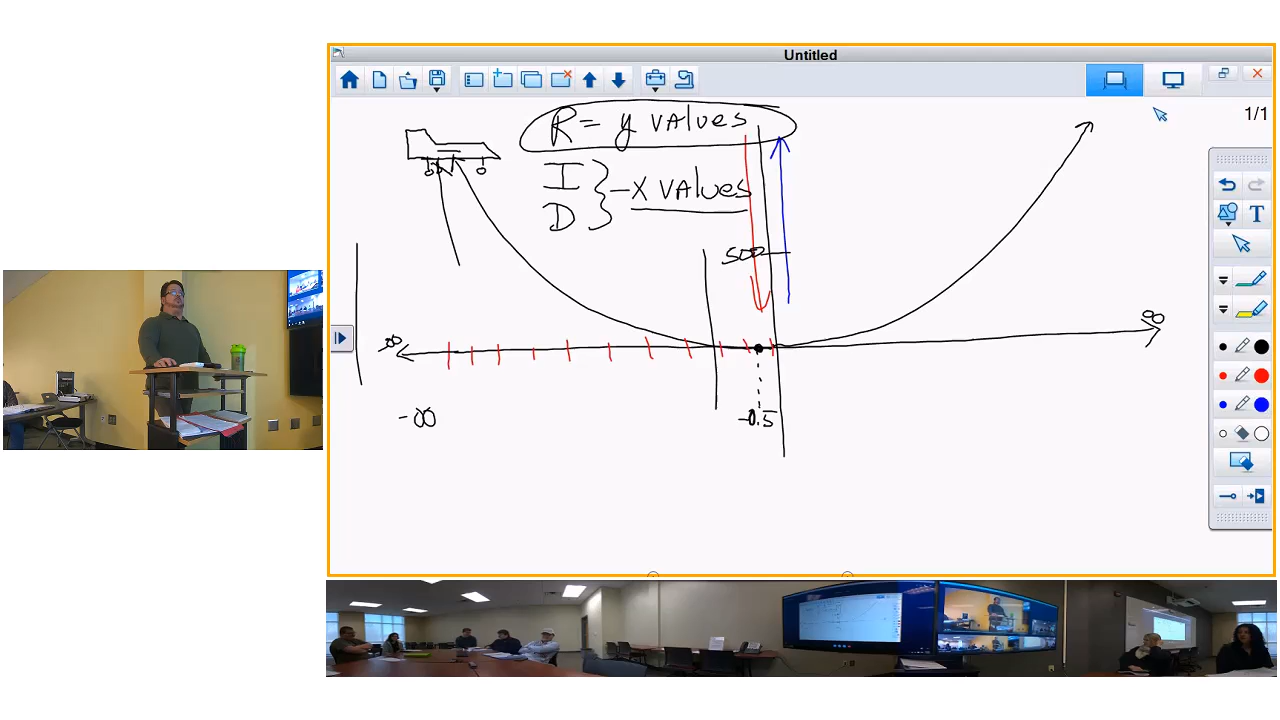 Untitled
1/1
R = y values
I
D } - x values
T
500
-∞
∞
-∞
-0.5